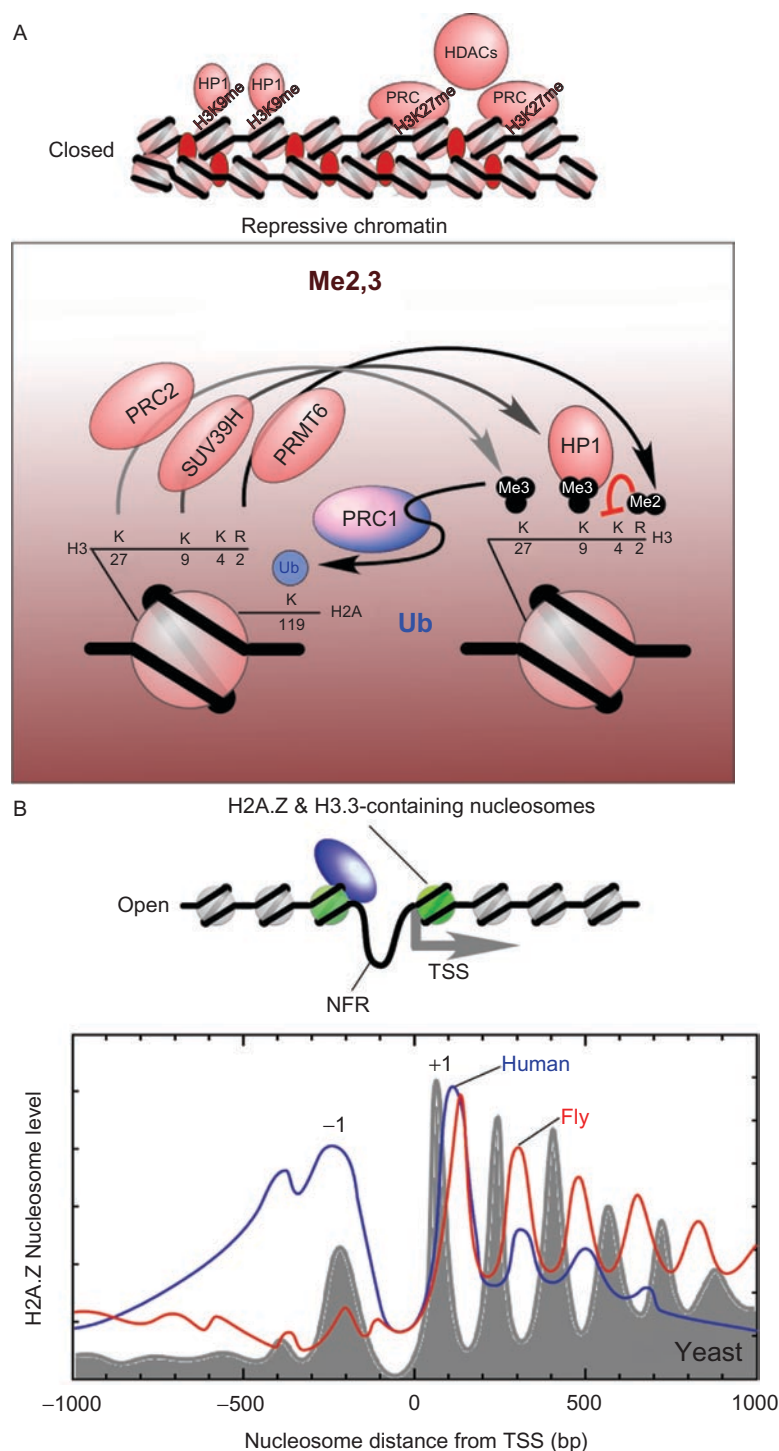 A
HDACs
HP1 HP1
H3K9me H3K9me
PRC PRC
H3K27me H3K27me
Closed
Repressive chromatin
Me2,3
PRC2
SUV39H
PRMT6
HP1
Me3 Me3 Me2
PRC1
K K K R
H3 27 9 4 2
K K K R
27 9 4 2 H3
Ub
K
119 H2A
Ub
B
H2A.Z & H3.3-containing nucleosomes
Open
TSS
NFR
+1
Human
−1
Fly
H2A.Z Nucleosome level
Yeast
−1000 −500 0 500 1000
Nucleosome distance from TSS (bp)